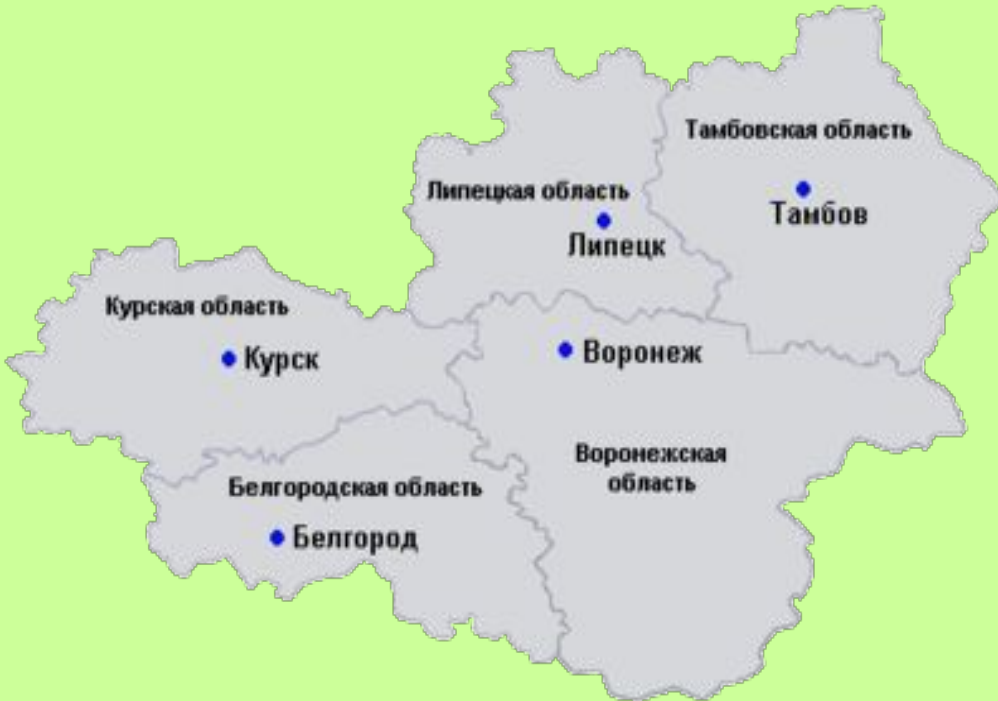 Тамбовская область
Тамбов
Липецкая область
Липецк
Курская область
Курск
Воронеж
Воронежская
область
Белгородская область
Белгород